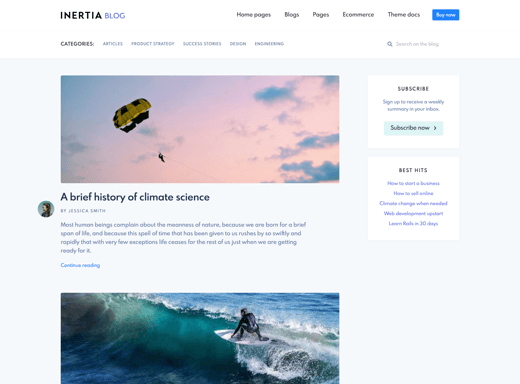 INERTIA BLOG
Home pages Blogs Pages Ecommerce Theme docs Buy now
CATEGORIES: ARTICLES PRODUCT STRATEGY SUCCESS STORIES DESIGN ENGINEERING Search on the blog
A brief history of climate science
BY JESSICA SMITH
Most human beings complain about the meanness of nature, because we are born for a brief
span of life, and because this spell of time that has been given to us rushes by so swiftly and
rapidly that with very few exceptions life ceases for the rest of us just when we are getting
ready for it.
Continue reading
SUBSCRIBE
Sign up to receive a weekly
summary in your inbox.
Subscribe now
BEST HITS
How to start a business
How to sell online
Climate change when needed
Web development upstart
Learn Rails in 30 days